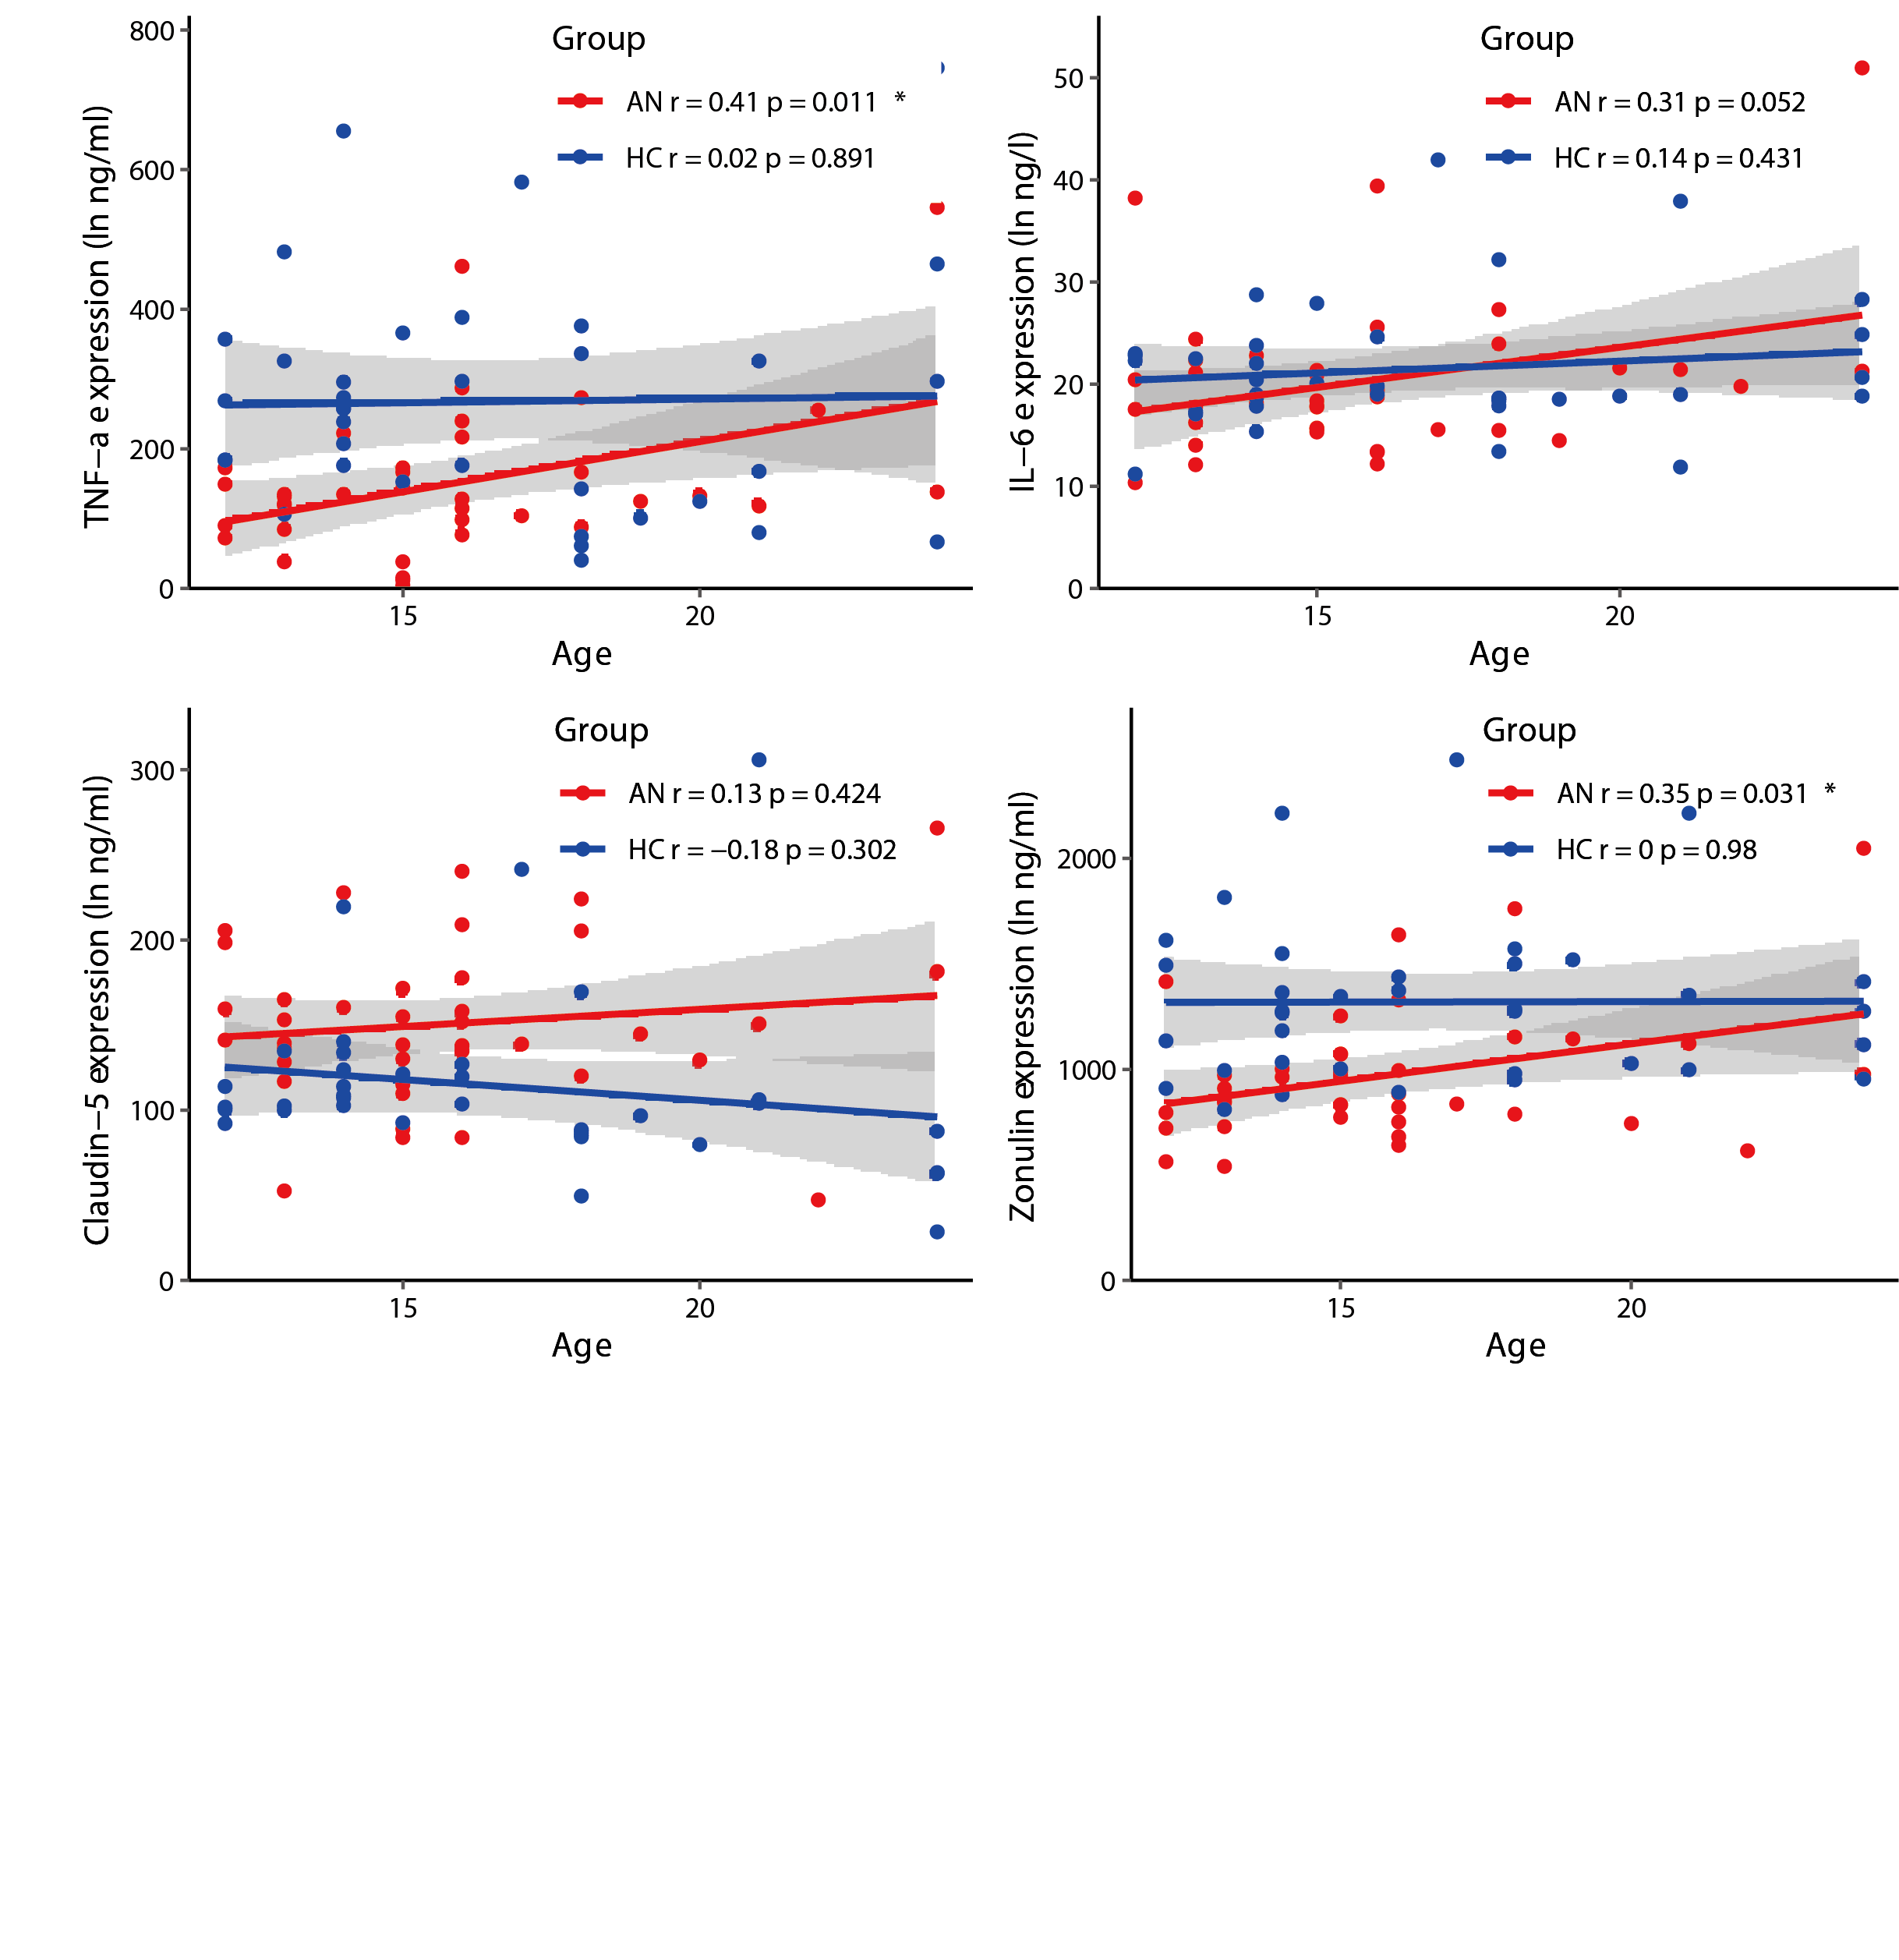 Group
AN r = 0.41 p = 0.011 *
HC r = 0.02 p = 0.891
TNF−a expression (ln ng/ml)
800
600
400
200
0
15 20
Age
Group
AN r = 0.31 p = 0.052
HC r = 0.14 p = 0.431
IL−6 expression (ln ng/l)
50
40
30
20
10
0
15 20
Age
Group
AN r = 0.13 p = 0.424
HC r = −0.18 p = 0.302
Claudin−5 expression (ln ng/ml)
300
200
100
0
15 20
Age
Group
AN r = 0.35 p = 0.031 *
HC r = 0 p = 0.98
Zonulin expression (ln ng/ml)
2000
1000
0
15 20
Age